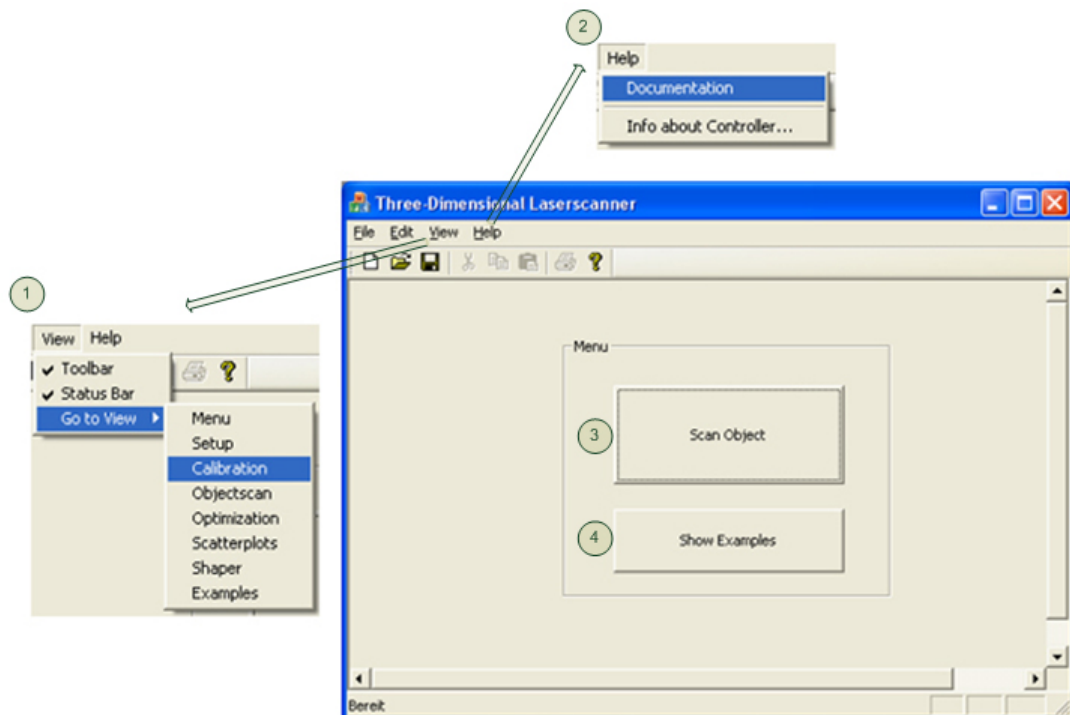 2
Help
Documentation
Info about Controller...
Three-Dimensional Laserscanner
File Edit View Help
1
View Help
Toolbar
Status Bar
Go to View
Menu
Setup
Calibration
Objectscan
Optimization
Scatterplots
Shaper
Examples
Menu
3
Scan Object
4
Show Examples
Bereit